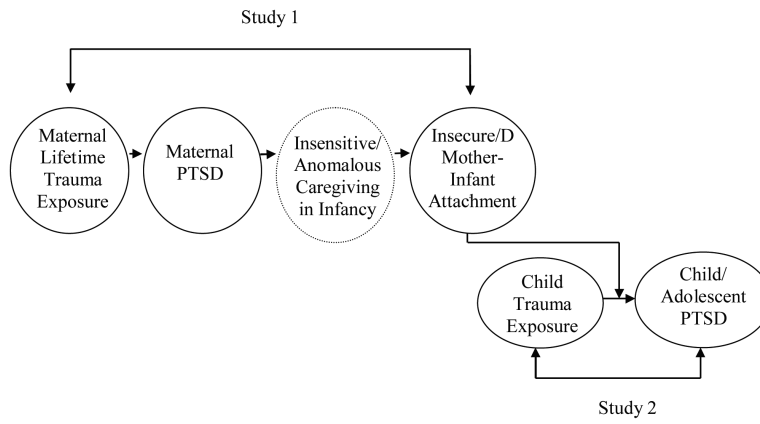 Study 1
Maternal
Lifetime
Trauma
Exposure
Maternal
PTSD
Insensitive/
Anomalous
Caregiving
in Infancy
Insecure/D
Mother-
Infant
Attachment
Child
Trauma
Exposure
Child/
Adolescent
PTSD
Study 2